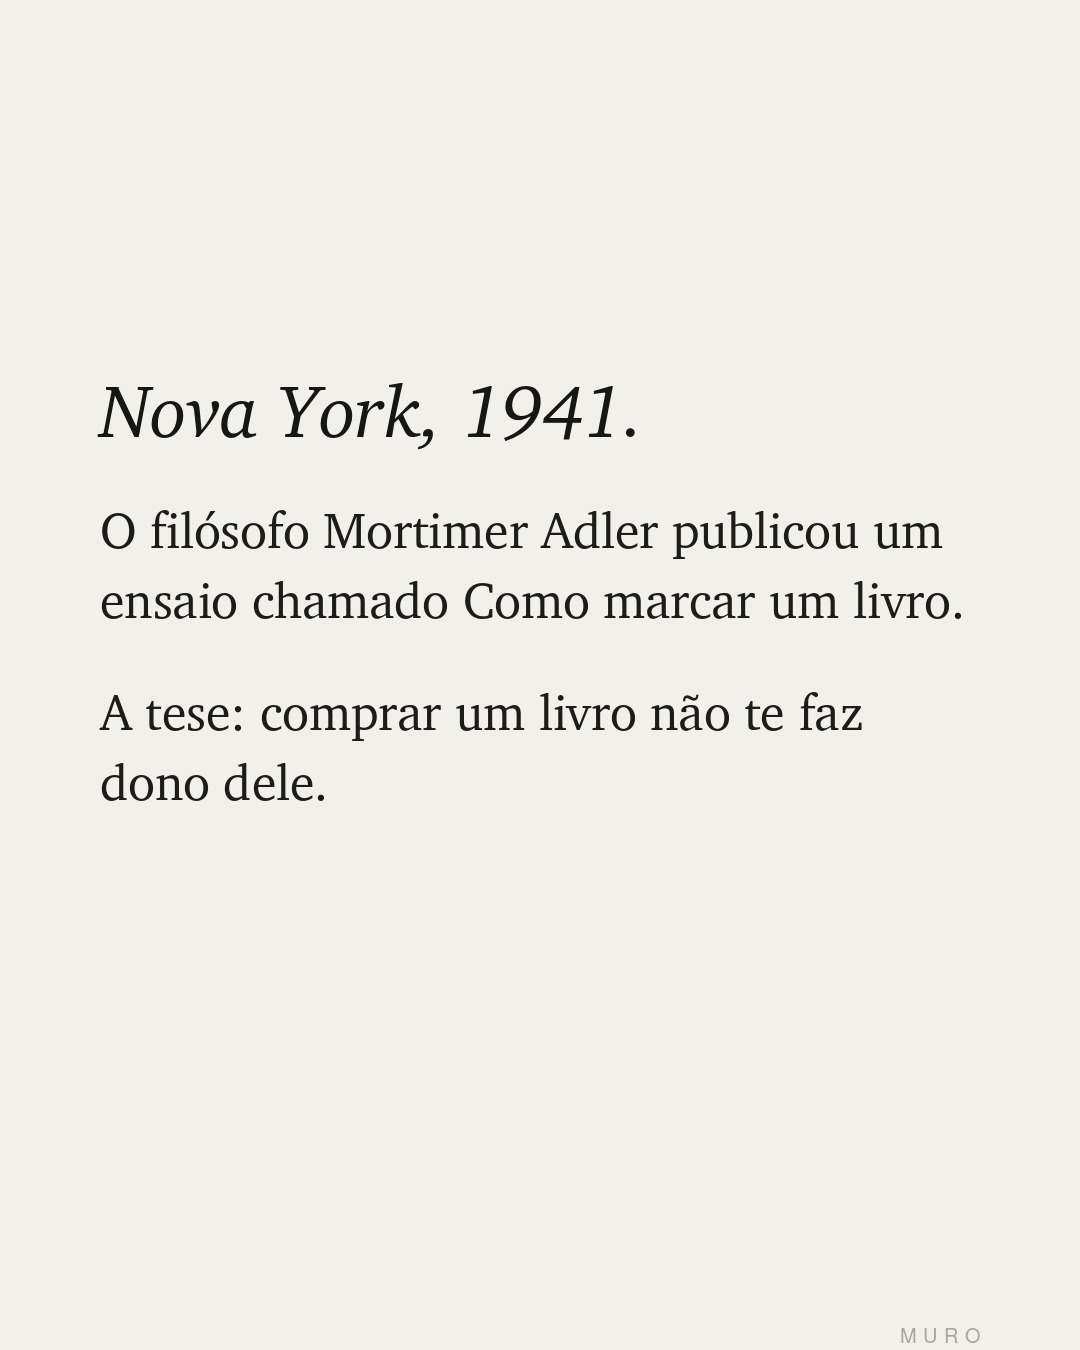 Nova York, 1941.
O filósofo Mortimer Adler publicou um
ensaio chamado Como marcar um livro.
A tese: comprar um livro não te faz
dono dele.
MURO